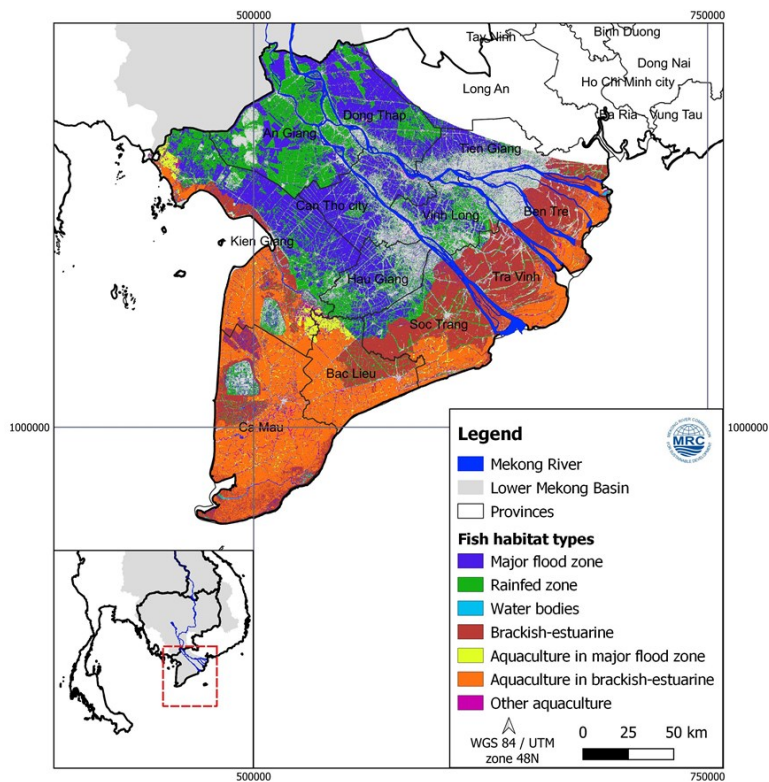 500000
750000
Tay Ninh
Binh Duong
Dong Nai
Long An
Ho Chi Minh city
Ba Ria
Vung Tau
Dong Thap
An Giang
Tien Giang
Can Tho city
Vinh Long
Ben Tre
Kien Giang
Hau Giang
Tra Vinh
Soc Trang
Bac Lieu
1000000
Ca Mau
1000000
Legend
MRC
Mekong River
Lower Mekong Basin
Provinces
Fish habitat types
Major flood zone
Rainfed zone
Water bodies
Brackish-estuarine
Aquaculture in major flood zone
Aquaculture in brackish-estuarine
Other aquaculture
WGS 84 / UTM
zone 48N
0 25 50 km
500000
750000